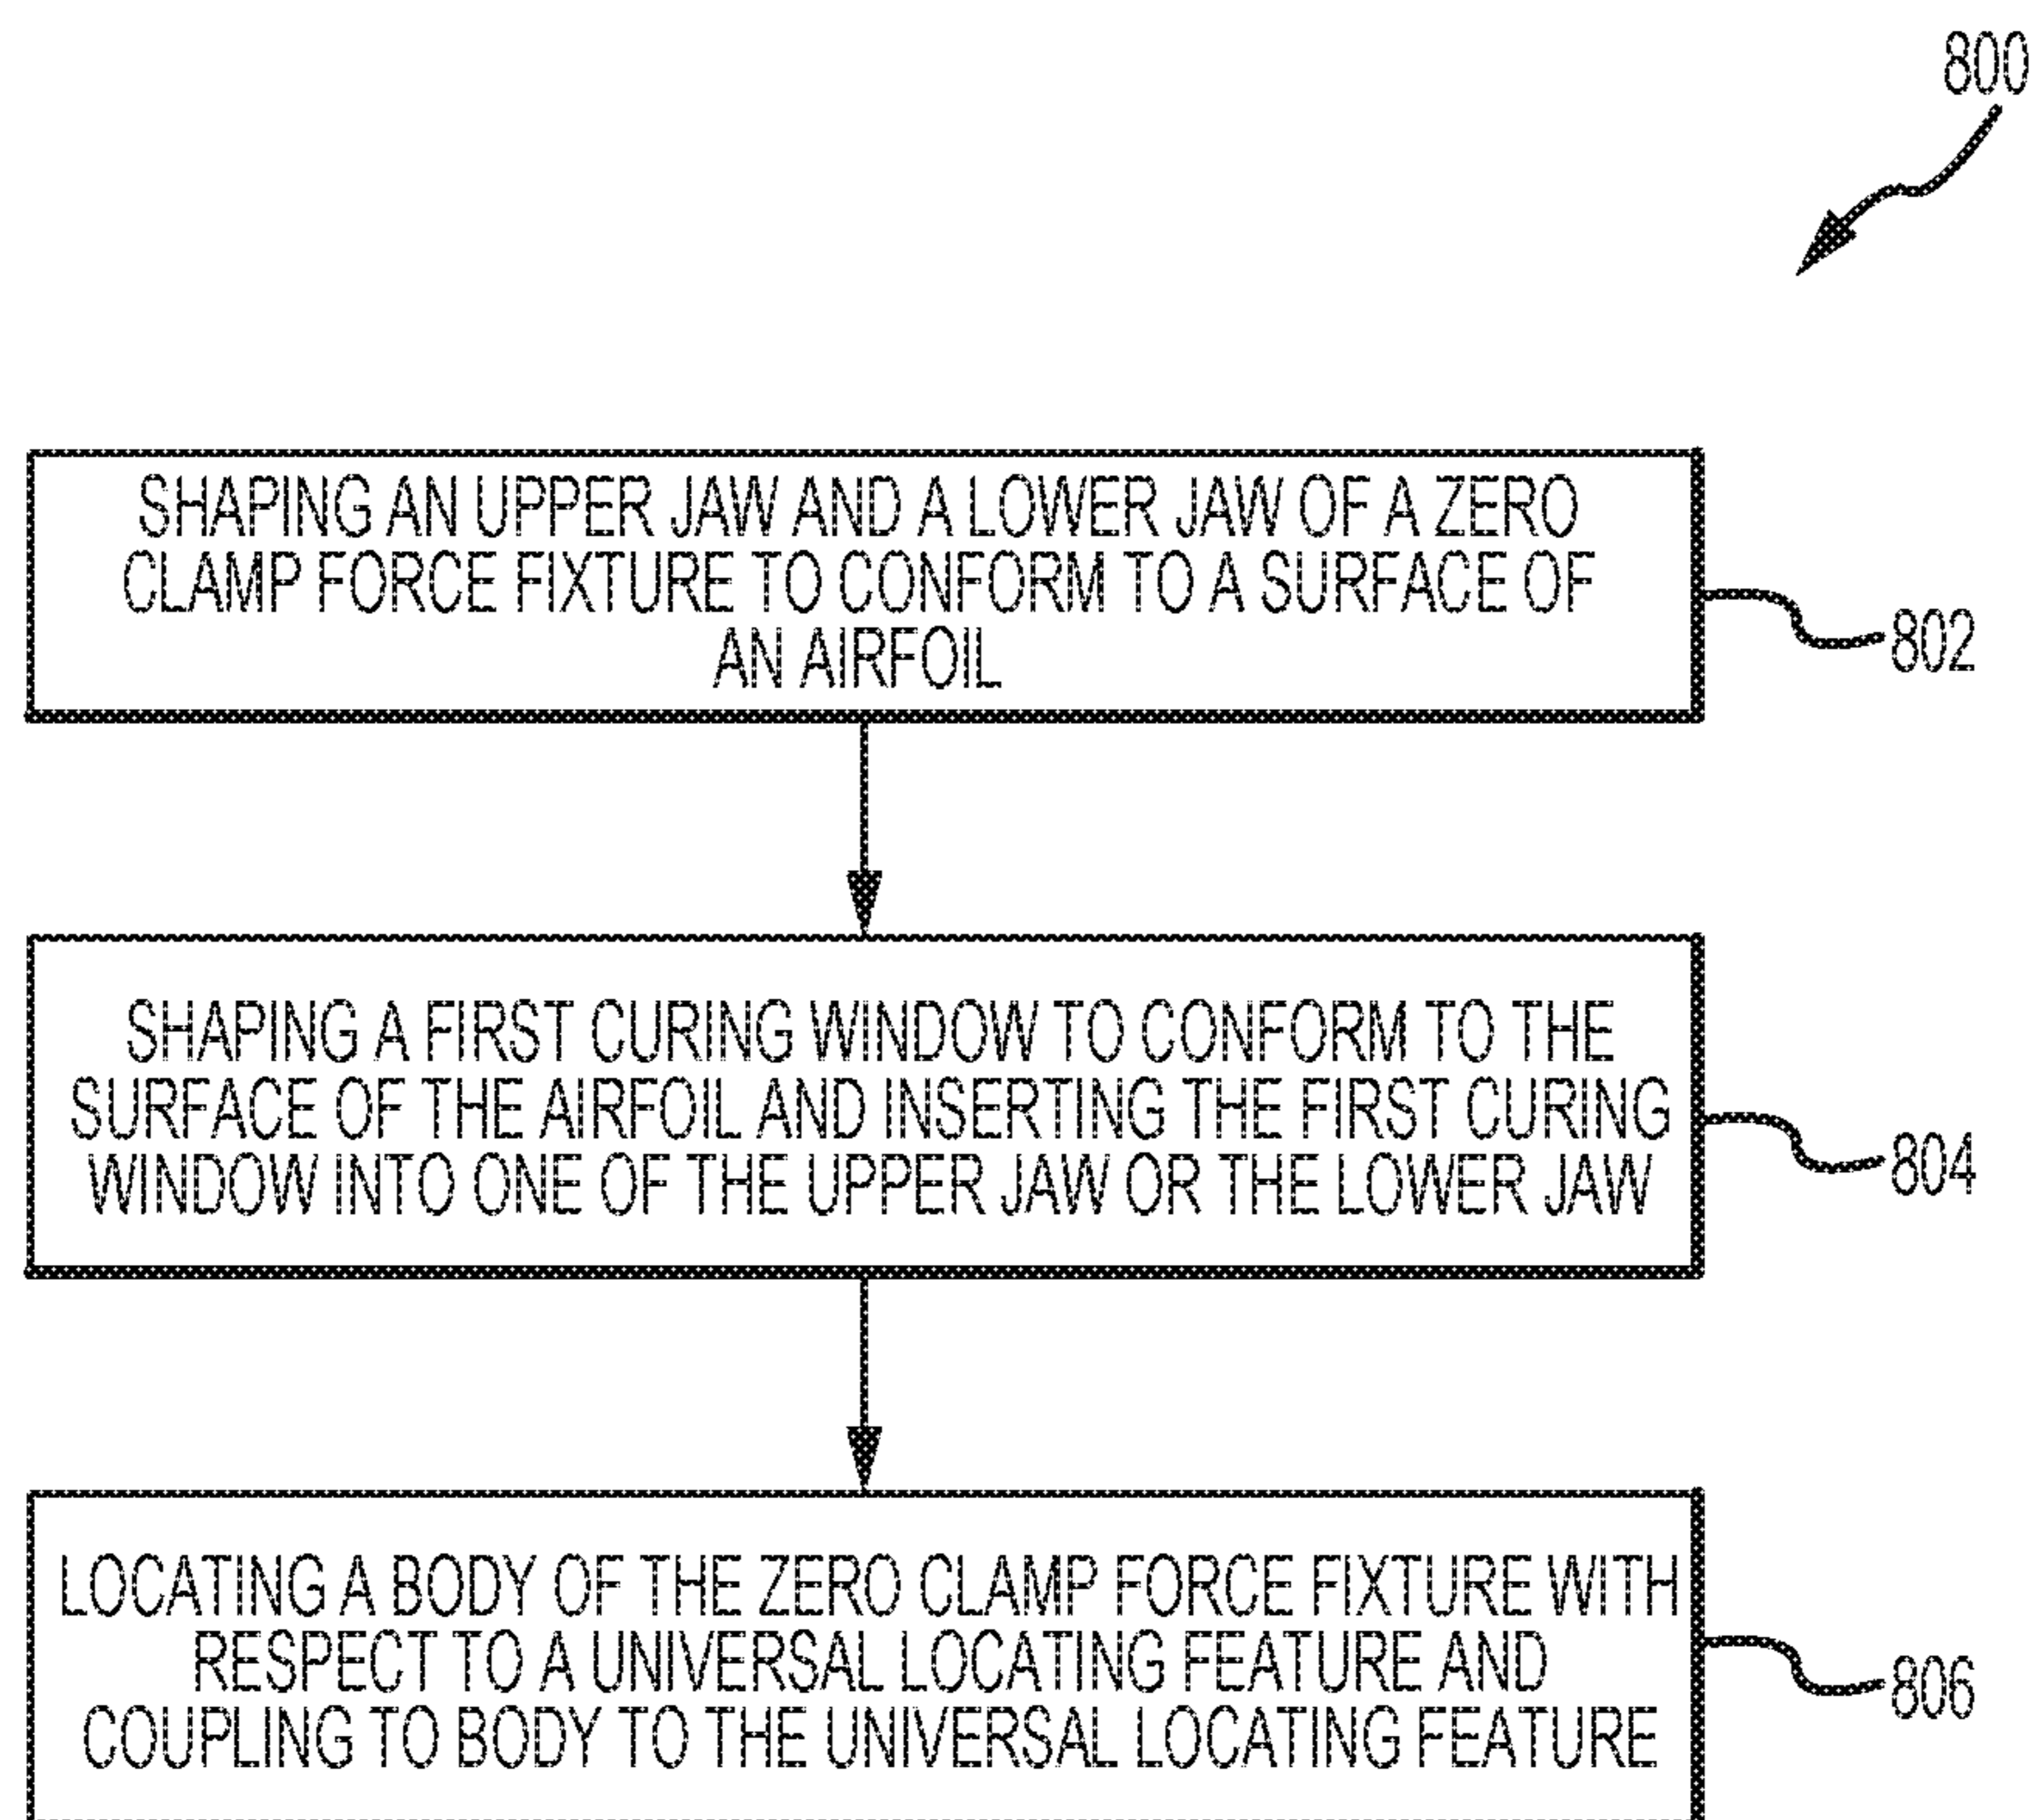 800
SHAPING AN UPPER JAW AND A LOWER JAW OF A ZERO
CLAMP FORCE FIXTURE TO CONFORM TO A SURFACE OF
AN AIRFOIL
802
SHAPING A FIRST CURING WINDOW TO CONFORM TO THE
SURFACE OF THE AIRFOIL AND INSERTING THE FIRST CURING
WINDOW INTO ONE OF THE UPPER JAW OR THE LOWER JAW
804
LOCATING A BODY OF THE ZERO CLAMP FORCE FIXTURE WITH
RESPECT TO A UNIVERSAL LOCATING FEATURE AND
COUPLING TO BODY TO THE UNIVERSAL LOCATING FEATURE
806